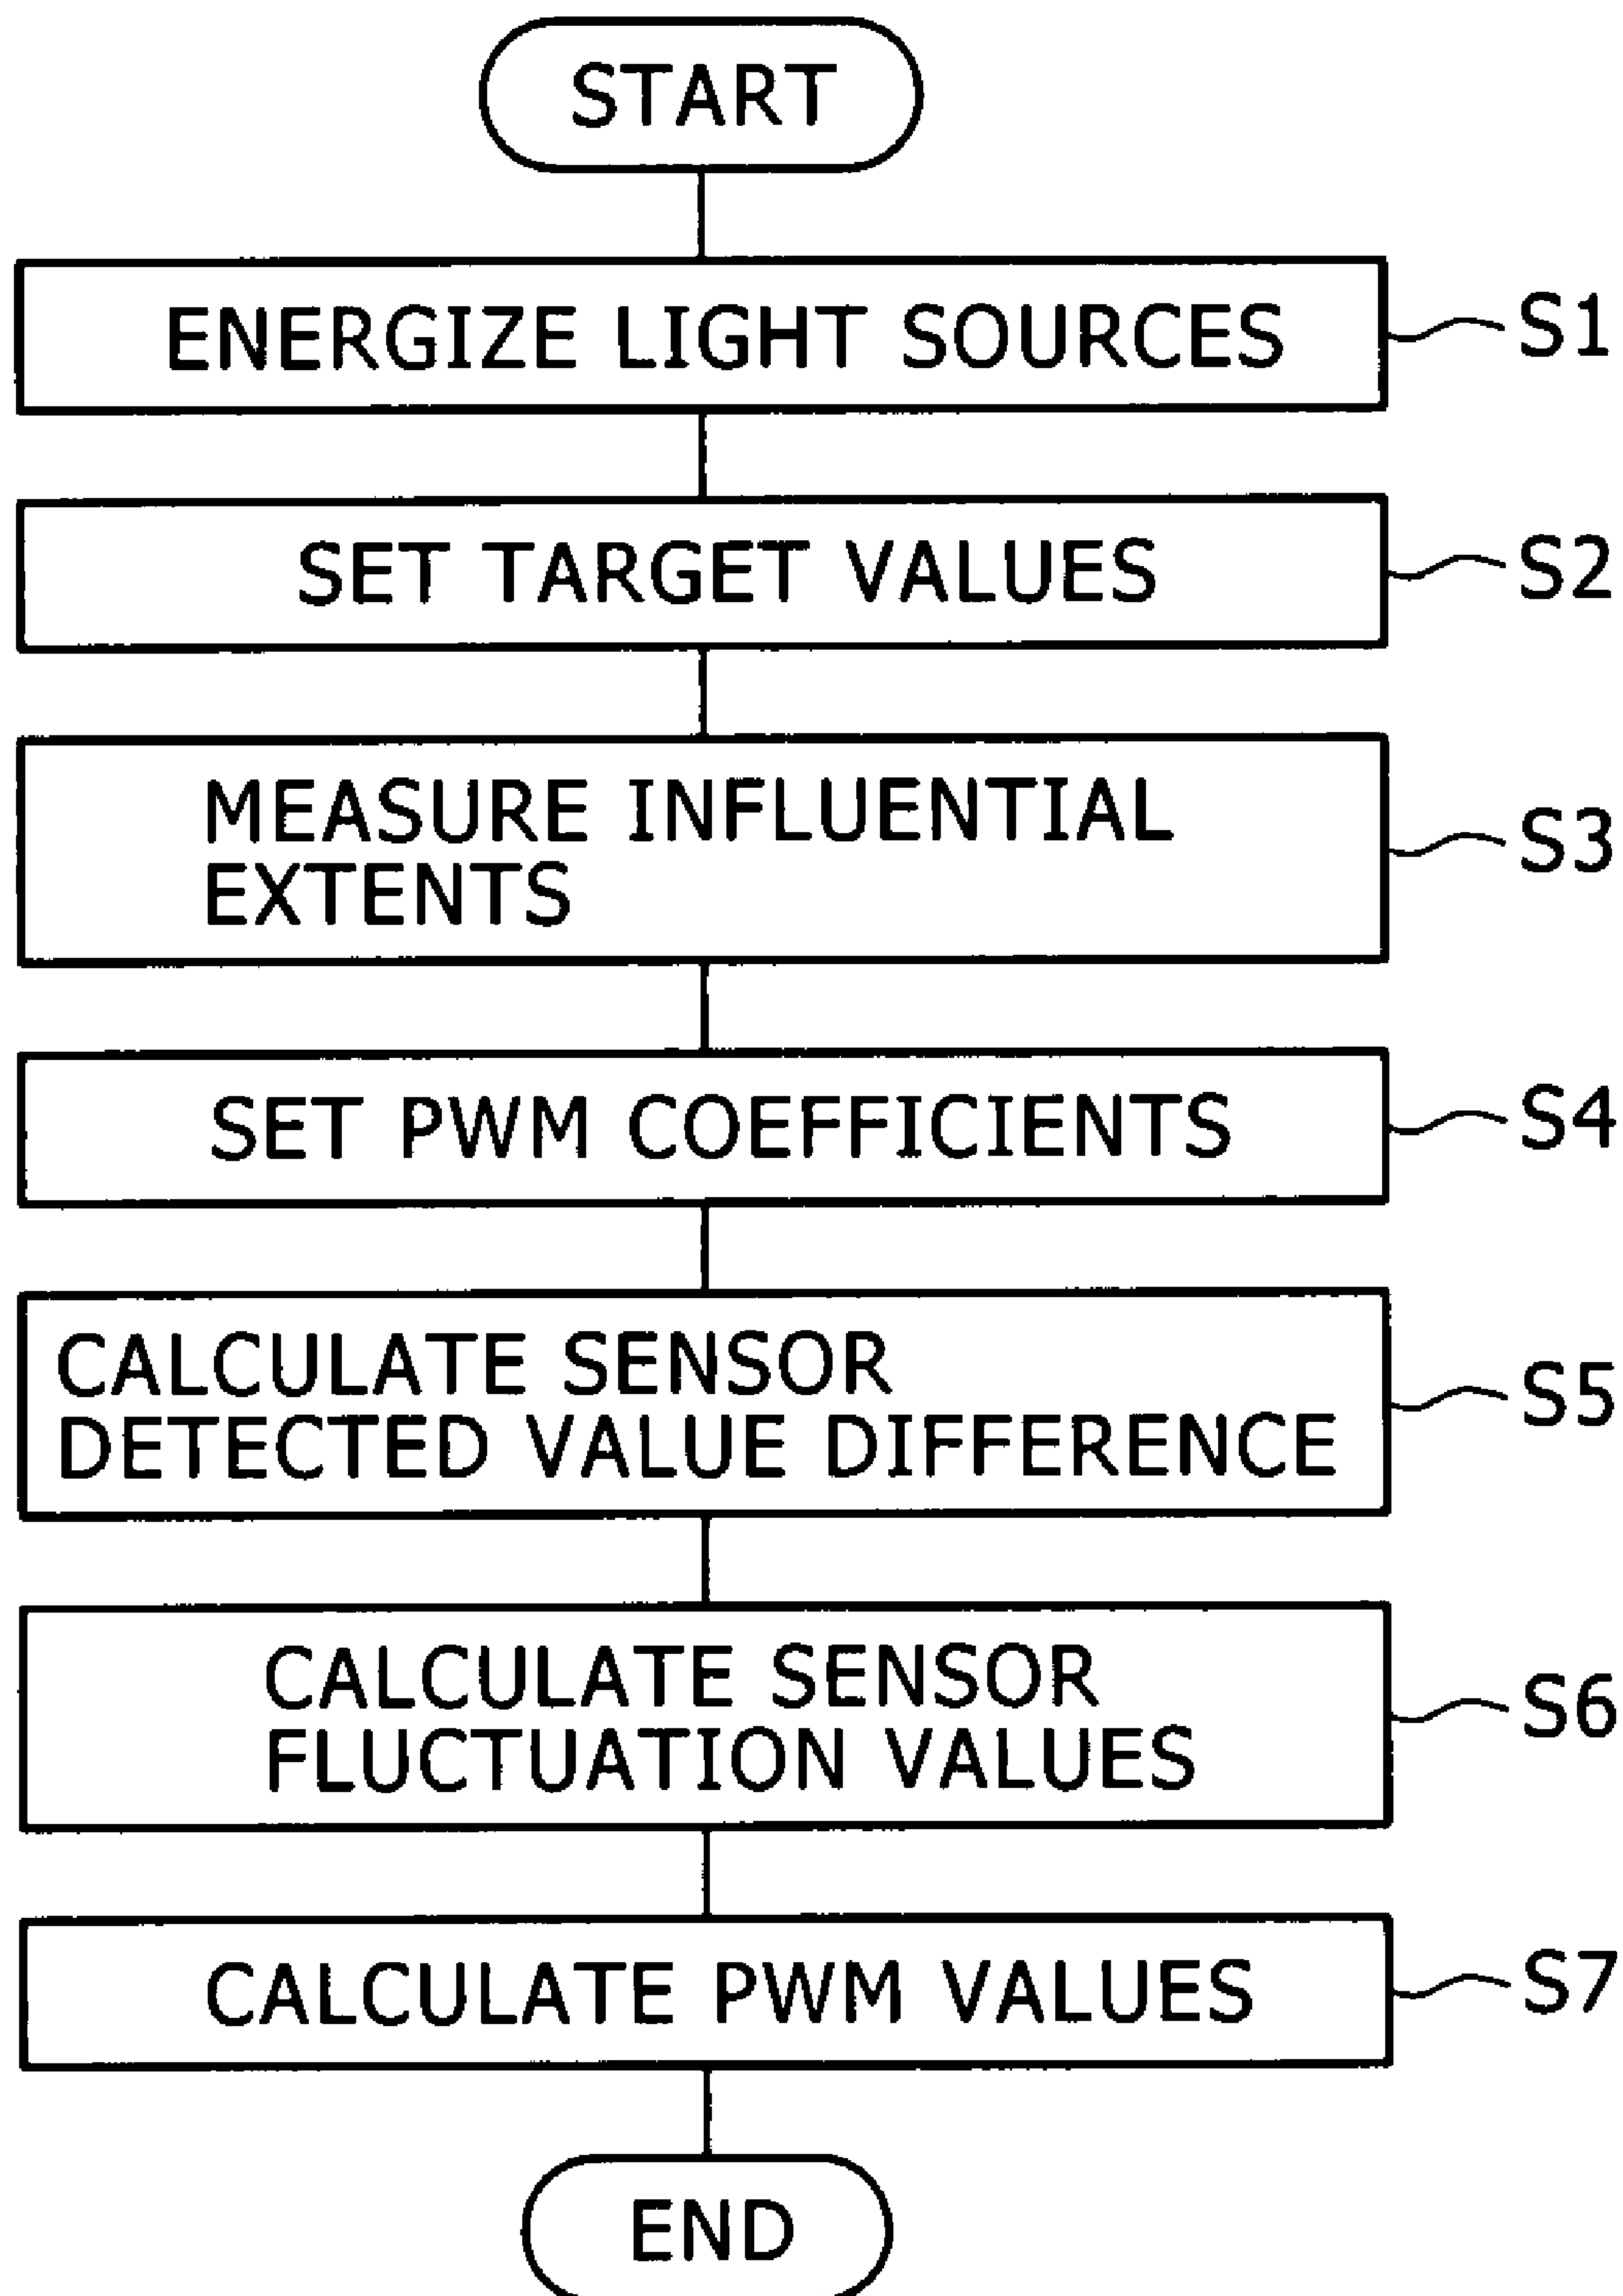 START
ENERGIZE LIGHT SOURCES
S1
SET TARGET VALUES
S2
MEASURE INFLUENTIAL
EXTENTS
S3
SET PWM COEFFICIENTS
S4
CALCULATE SENSOR
DETECTED VALUE DIFFERENCE
S5
CALCULATE SENSOR
FLUCTUATION VALUES
S6
CALCULATE PWM VALUES
S7
END